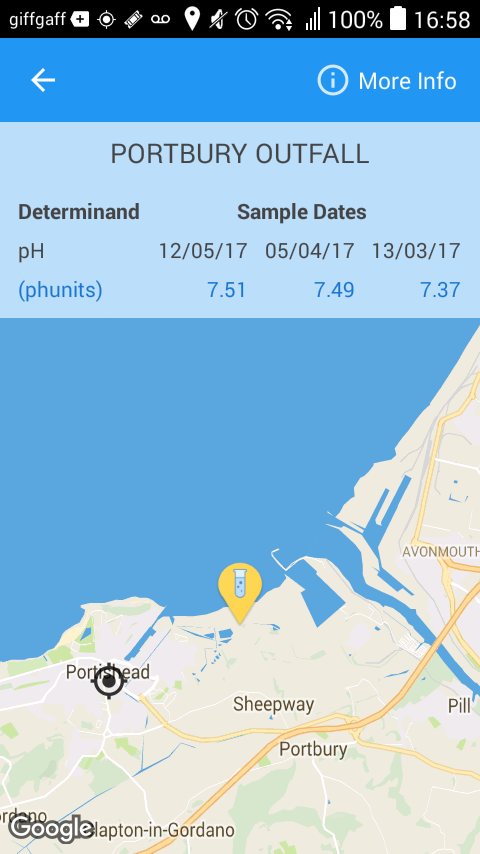 giffgaff 100% 16:58
More Info
PORTBURY OUTFALL
Determinand Sample Dates
pH 12/05/17 05/04/17 13/03/17
(phunits) 7.51 7.49 7.37
AVONMOUTH
Portishead
Sheepway
Pill
Portbury
Google
lapton-in-Gordano